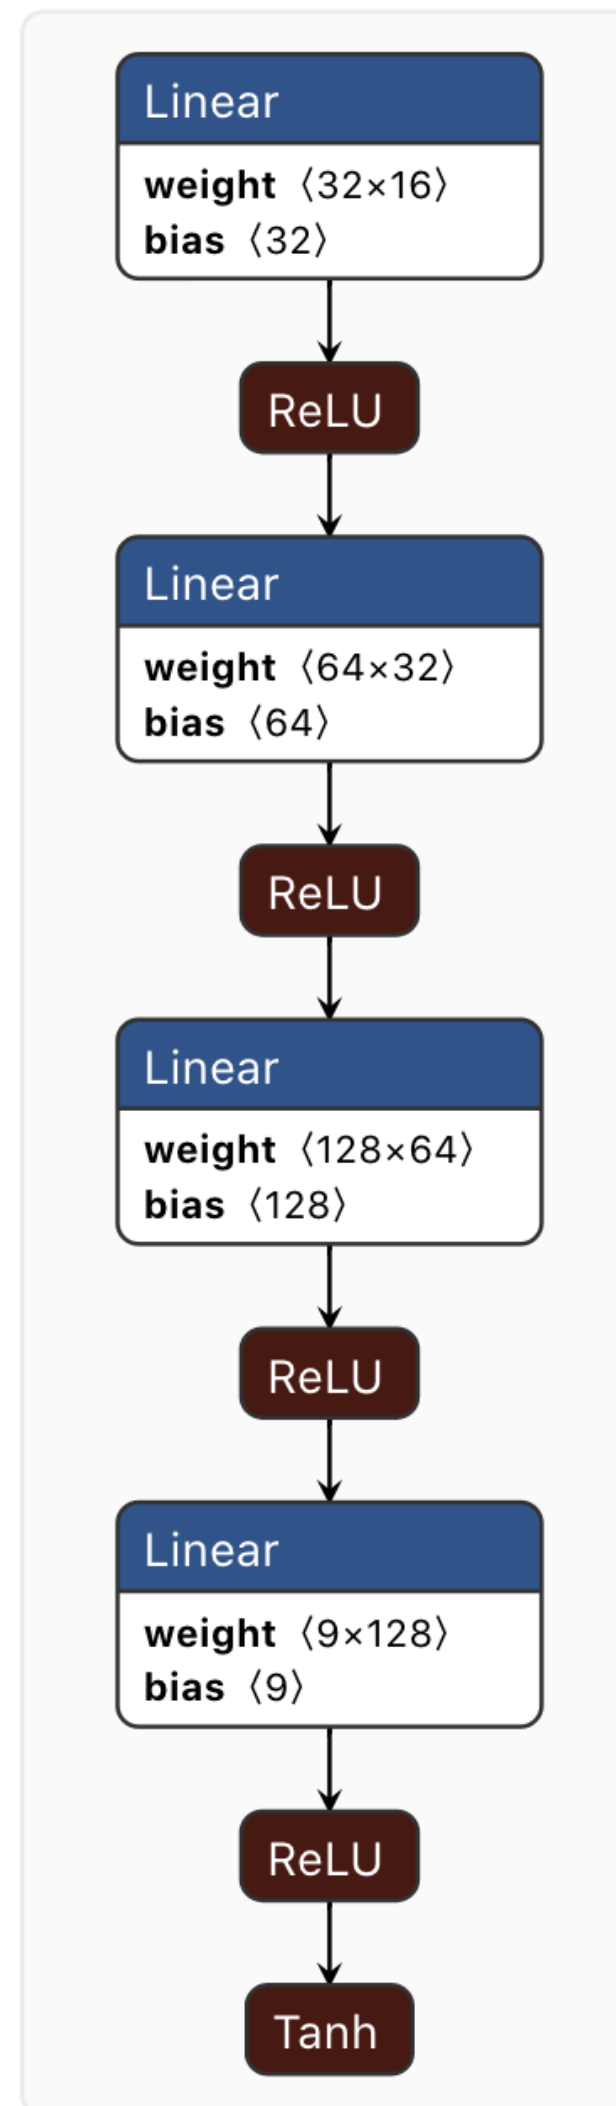 Linear
weight 〈32×16〉
bias 〈32〉
ReLU
Linear
weight 〈64×32〉
bias 〈64〉
ReLU
Linear
weight 〈128×64〉
bias 〈128〉
ReLU
Linear
weight 〈9×128〉
bias 〈9〉
ReLU
Tanh